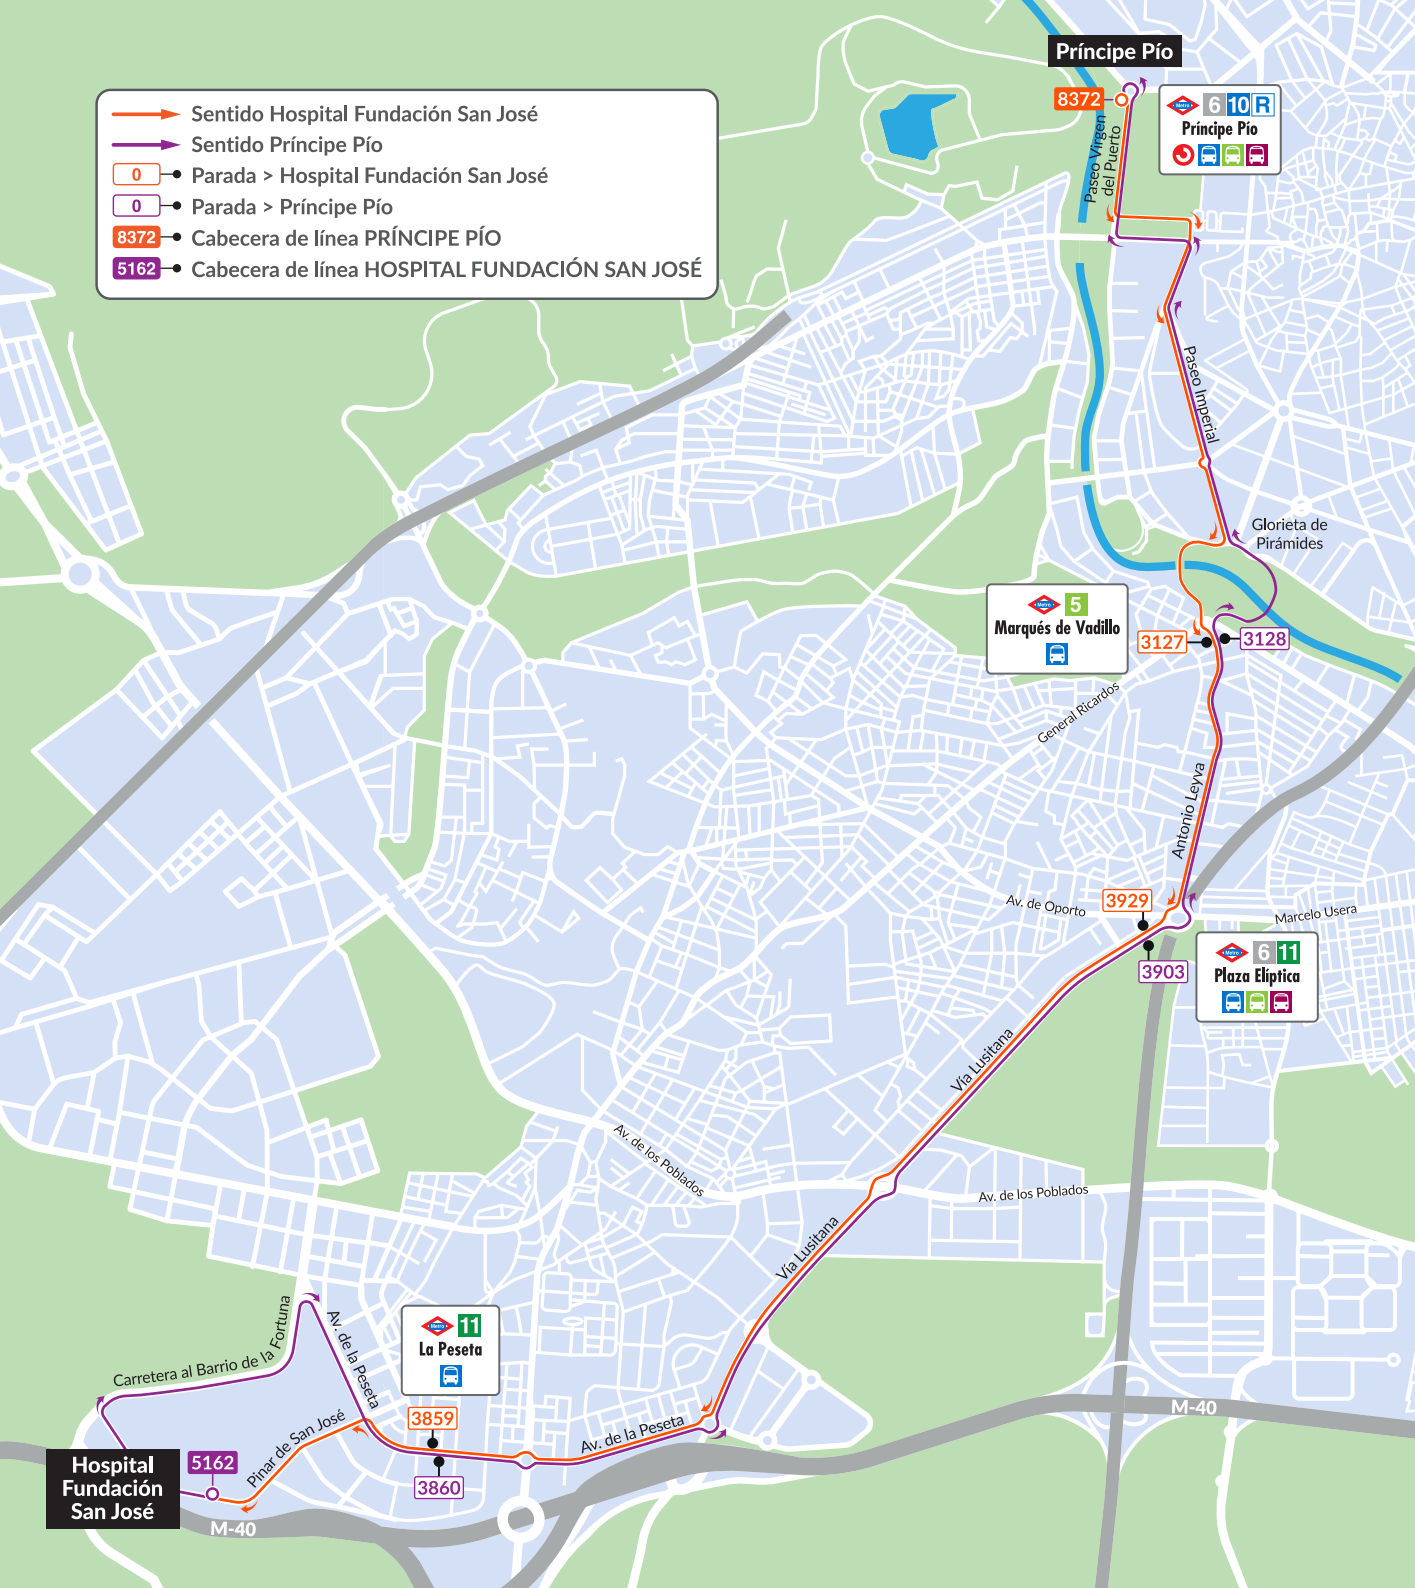 Príncipe Pío
8372
Metro
6 10 R
Príncipe Pío
Sentido Hospital Fundación San José
Sentido Príncipe Pío
0 Parada > Hospital Fundación San José
0 Parada > Príncipe Pío
8372 Cabecera de línea PRÍNCIPE PÍO
5162 Cabecera de línea HOSPITAL FUNDACIÓN SAN JOSÉ
Paseo Virgen
del Puerto
Paseo Imperial
Glorieta de
Pirámides
Metro
5
Marqués de Vadillo
3127
3128
General Ricardos
Antonio Leyva
Av. de Oporto
3929
Marcelo Usera
3903
Metro
6 11
Plaza Elíptica
Vía Lusitana
Av. de los Poblados
Av. de los Poblados
Vía Lusitana
Carretera al Barrio de la Fortuna
Av. de la Peseta
Metro
11
La Peseta
3859
3860
Av. de la Peseta
Pinar de San José
M-40
5162
Hospital
Fundación
San José
M-40